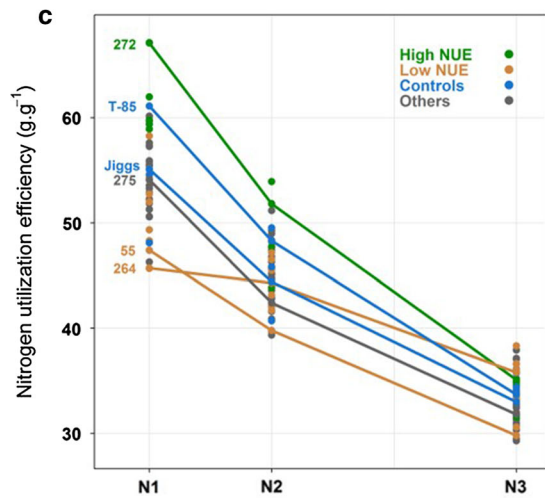 c
Nitrogen utilization efficiency (g.g⁻¹)
60
50
40
30
272
T-85
Jiggs
275
55
264
High NUE
Low NUE
Controls
Others
N1 N2 N3